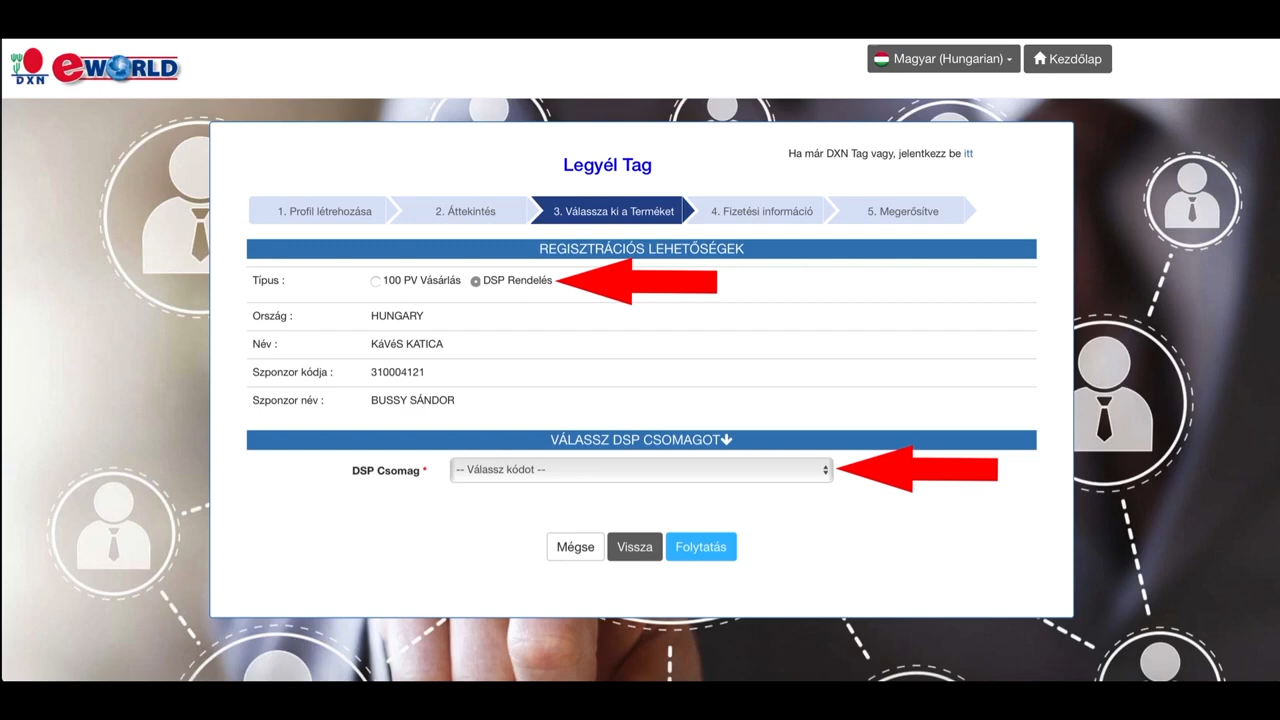 DXN eWORLD
Magyar (Hungarian)
Kezdőlap
Ha már DXN Tag vagy, jelentkezz be itt
Legyél Tag
1. Profil létrehozása
2. Áttekintés
3. Válassza ki a Terméket
4. Fizetési információ
5. Megerősítve
REGISZTRÁCIÓS LEHETŐSÉGEK
Típus : 100 PV Vásárlás DSP Rendelés
Ország : HUNGARY
Név : KáVéS KATICA
Szponzor kódja : 310004121
Szponzor név : BUSSY SÁNDOR
VÁLASSZ DSP CSOMAGOT
DSP Csomag * -- Válassz kódot --
Mégse Vissza Folytatás